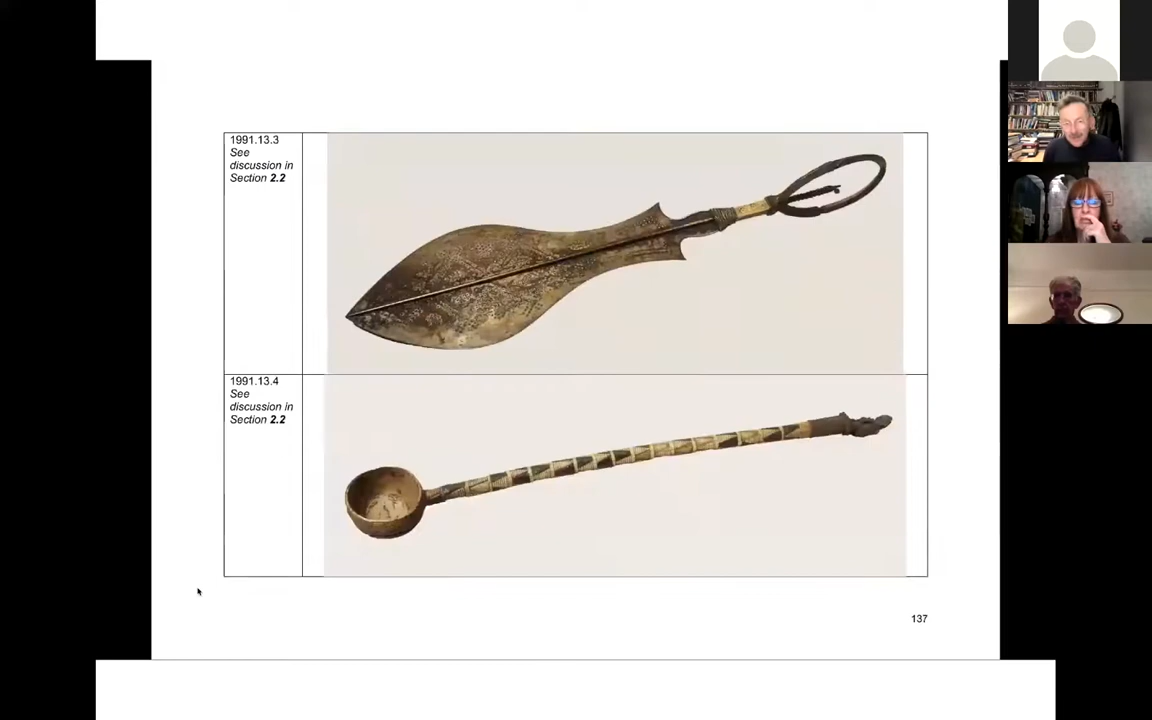 1991.13.3
See
discussion in
Section 2.2
1991.13.4
See
discussion in
Section 2.2
137